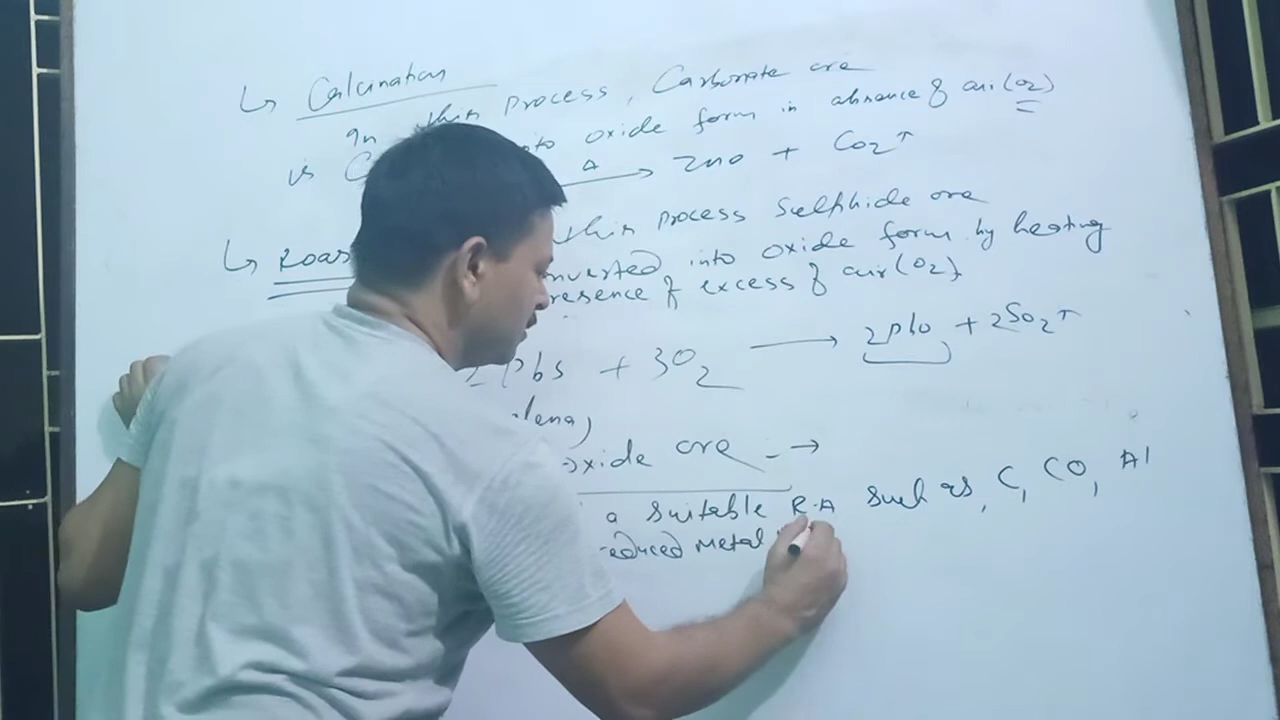 ↳ Calcination
In this process, Carbonate ore
is into oxide form in absence of air(O2)
Δ → ZnO + CO2↑
↳ Roas this process Sulphide ore
nverted into oxide form by heating
resence of excess of air(O2).
2Pbs + 3O2 → 2PbO + 2SO2↑
lena)
oxide ore - →
a suitable R.A such as, C, CO, Al
reduced metal